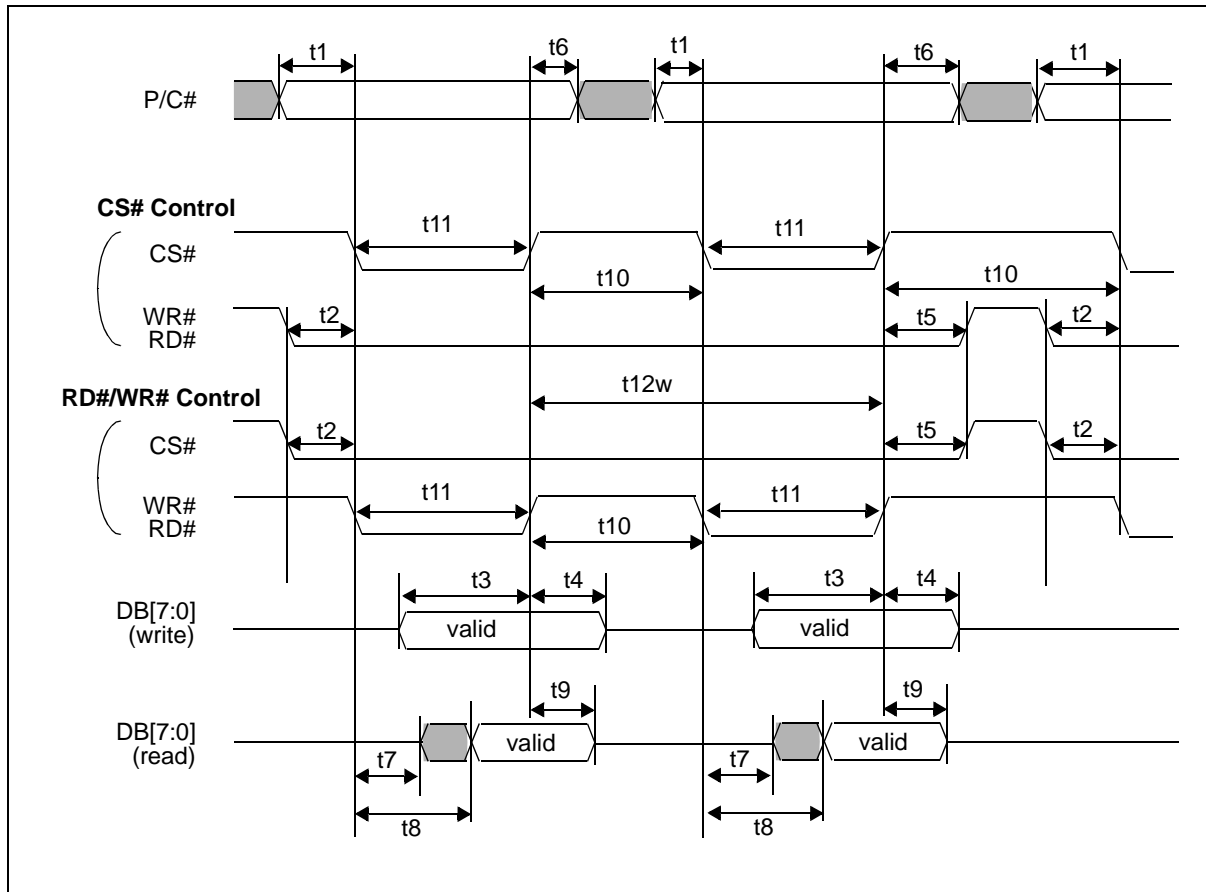 t1 t6 t1 t6 t1
P/C#
CS# Control
t11 t11
CS#
t10 t10
WR#
RD#
t2 t5 t2
t12w
RD#/WR# Control
t2 t5 t2
CS#
t11 t11
WR#
RD#
t10
t3 t4 t3 t4
DB[7:0]
(write)
valid valid
t9 t9
DB[7:0]
(read)
valid valid
t7 t7
t8 t8